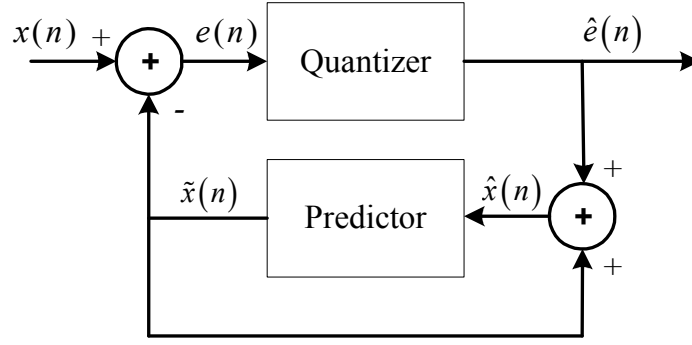 x(n) + + e(n) Quantizer ê(n)
-
+
x̃(n) Predictor x̂(n) +
+